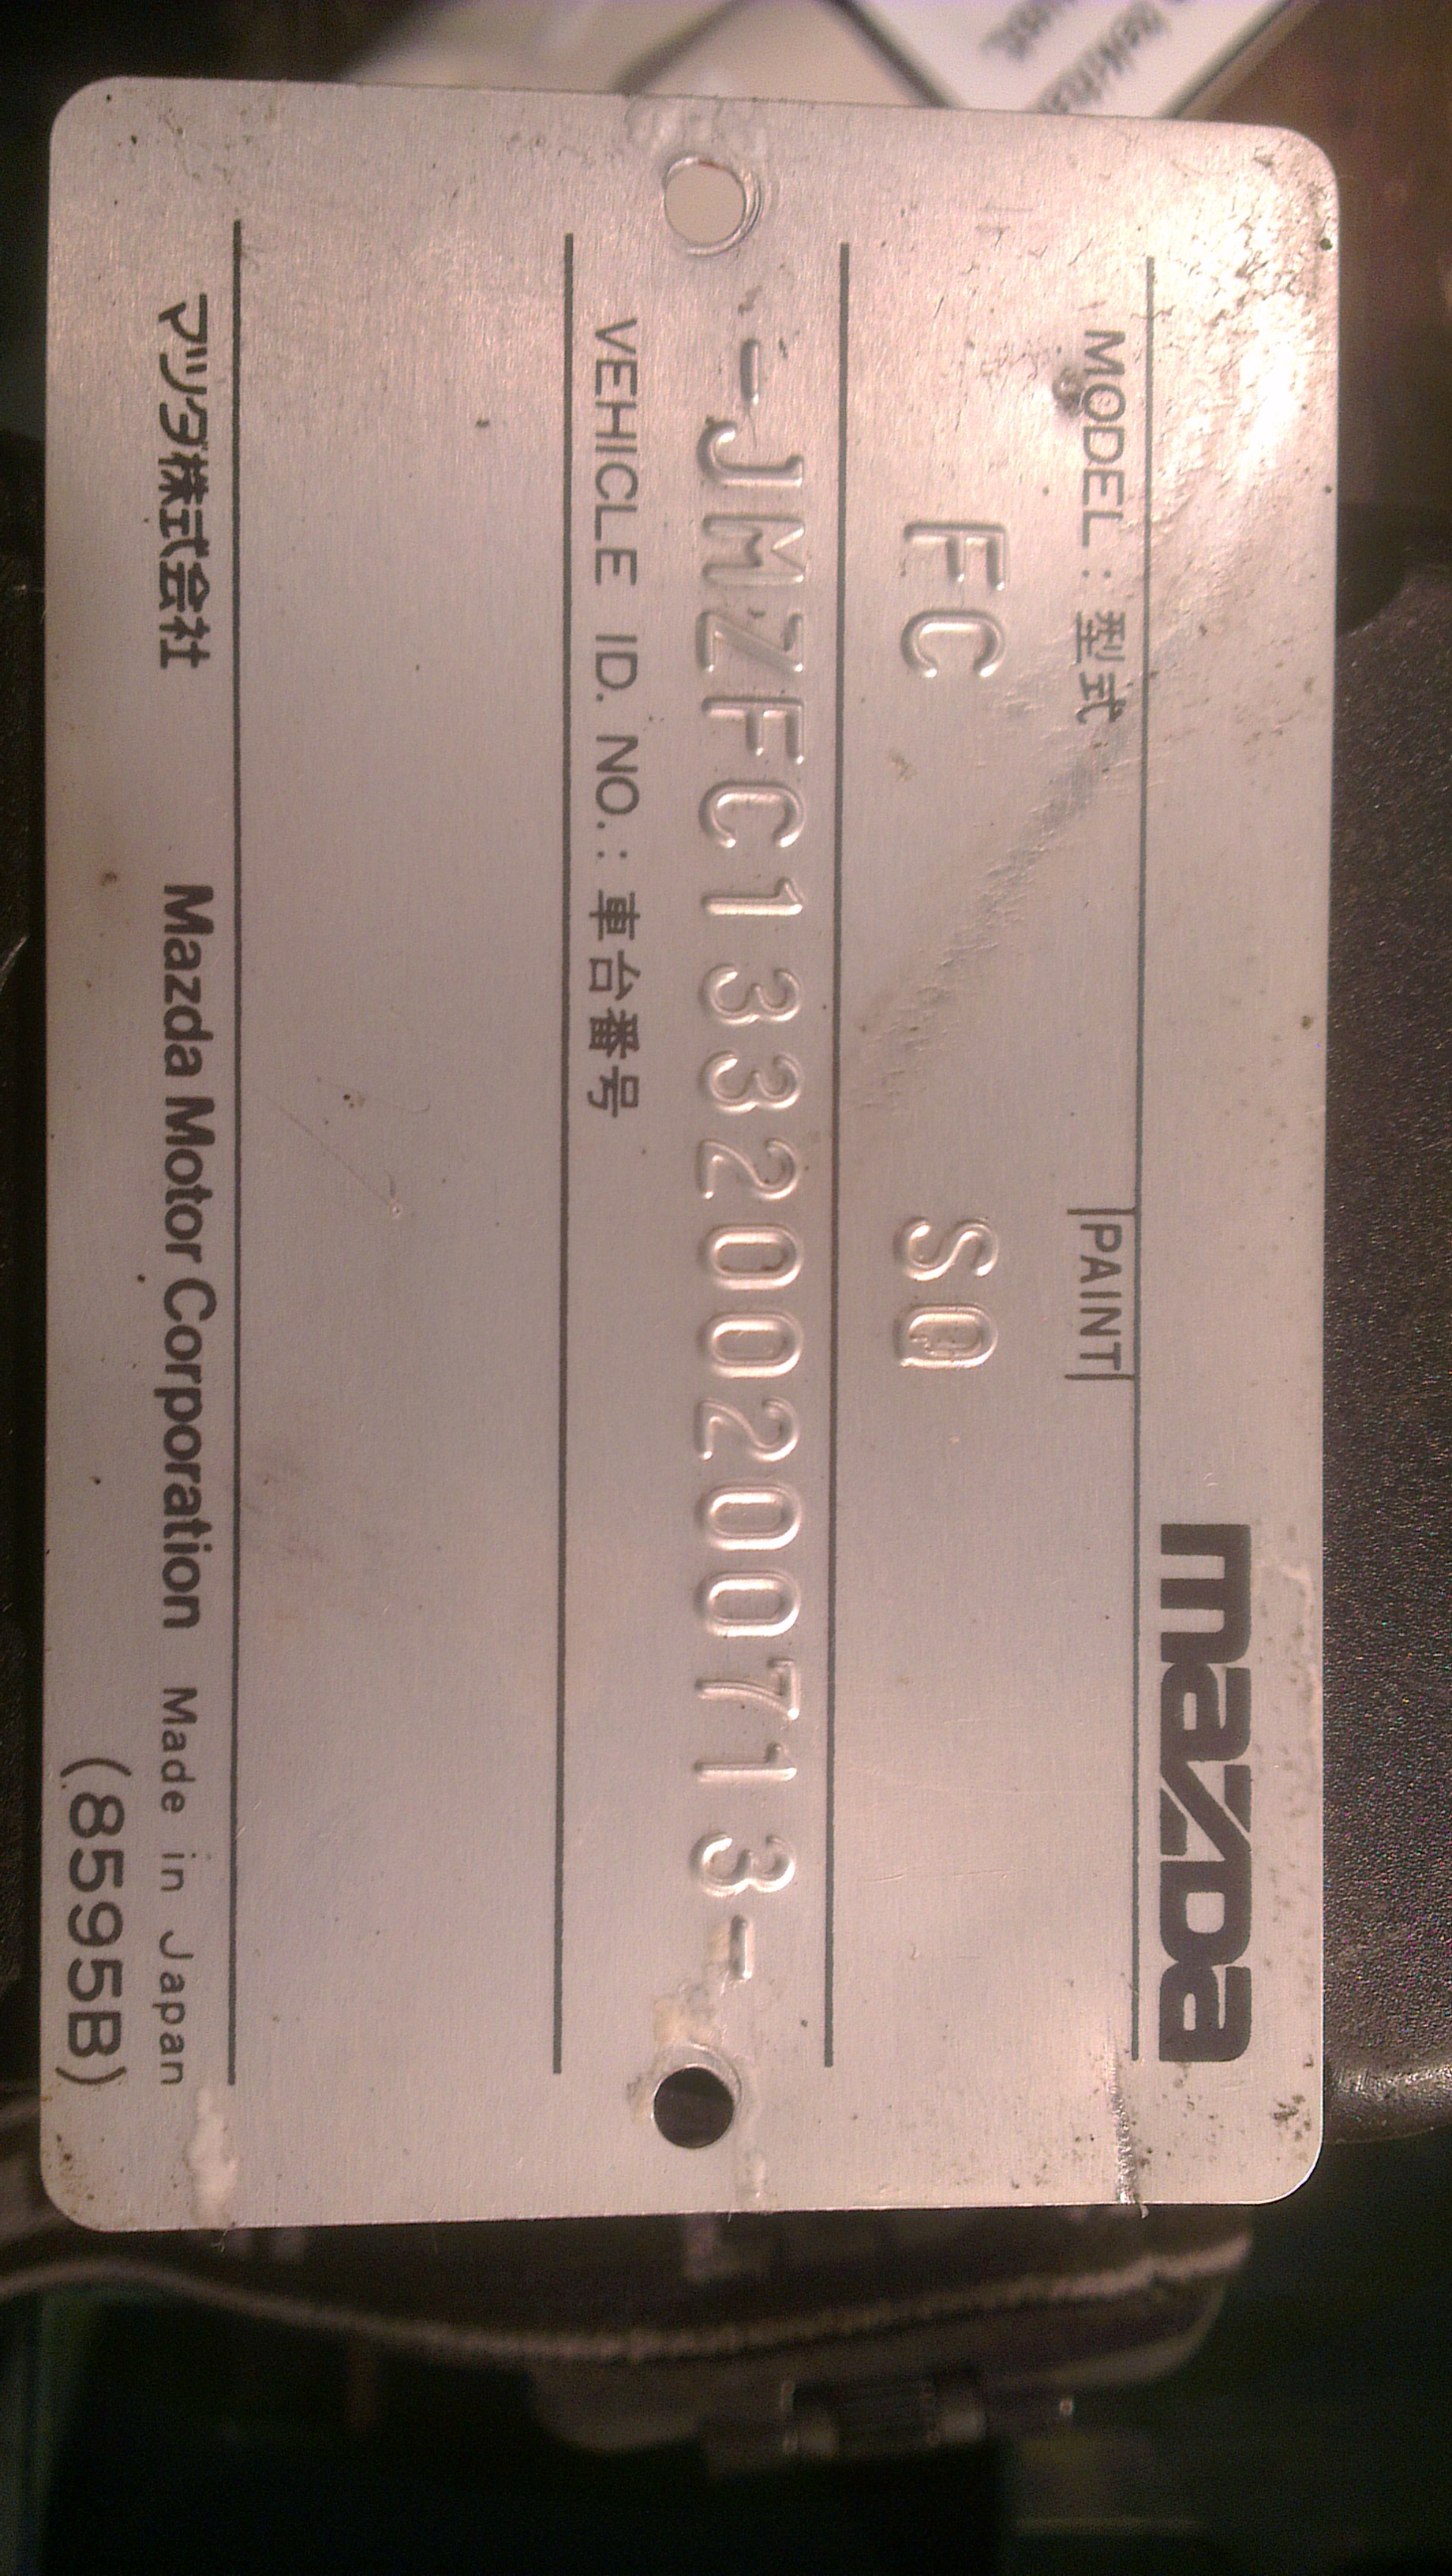 mazda
MODEL : 型式 PAINT
FC SQ
-JMZFC133200200713-
VEHICLE ID. NO. : 車台番号
マツダ株式会社 Mazda Motor Corporation Made in Japan
(8595B)